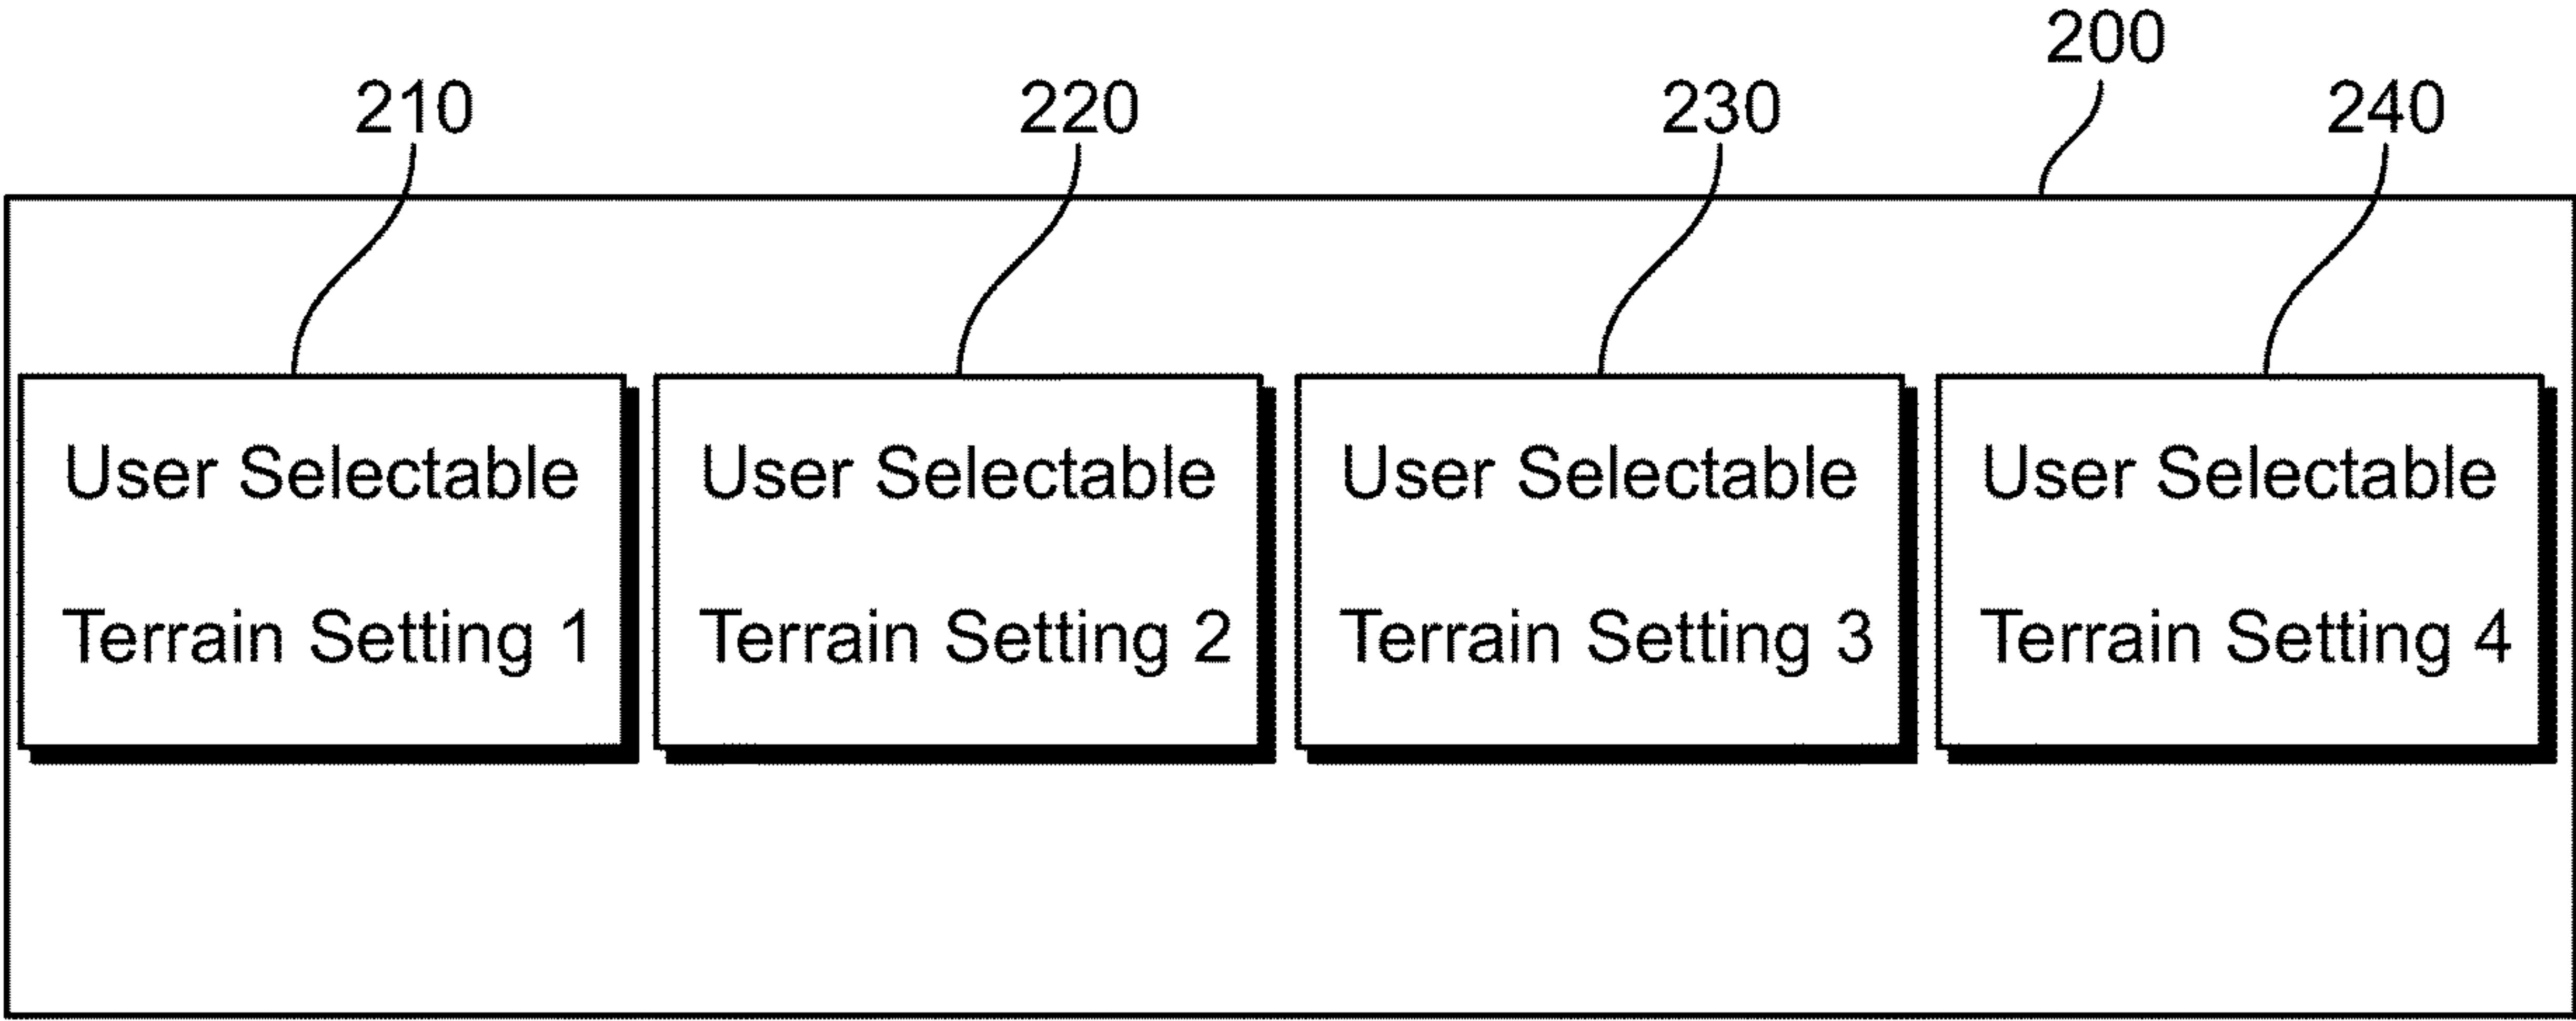 200
210
220
230
240
User Selectable
Terrain Setting 1
User Selectable
Terrain Setting 2
User Selectable
Terrain Setting 3
User Selectable
Terrain Setting 4